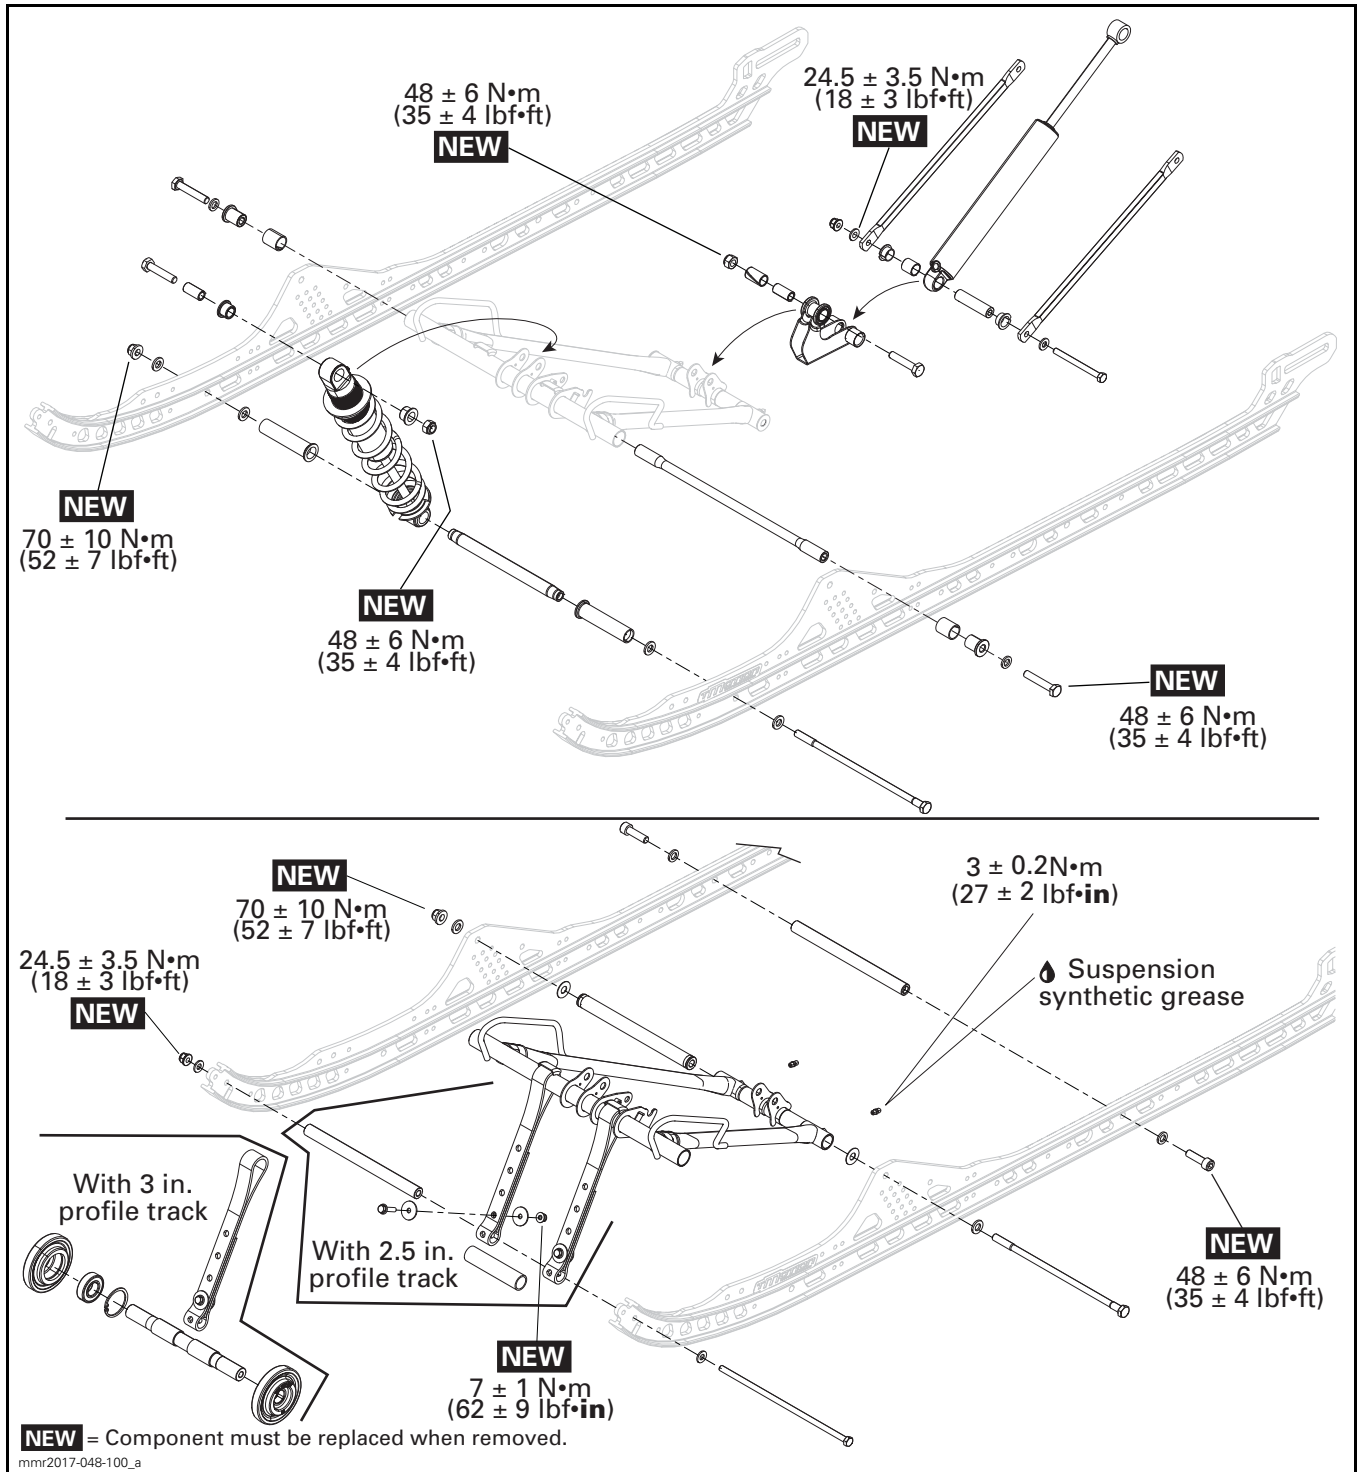 48 ± 6 N•m
(35 ± 4 lbf•ft)
NEW
24.5 ± 3.5 N•m
(18 ± 3 lbf•ft)
NEW
NEW
70 ± 10 N•m
(52 ± 7 lbf•ft)
NEW
48 ± 6 N•m
(35 ± 4 lbf•ft)
NEW
48 ± 6 N•m
(35 ± 4 lbf•ft)
NEW
70 ± 10 N•m
(52 ± 7 lbf•ft)
3 ± 0.2N•m
(27 ± 2 lbf•in)
24.5 ± 3.5 N•m
(18 ± 3 lbf•ft)
NEW
Suspension
synthetic grease
With 3 in.
profile track
With 2.5 in.
profile track
NEW
48 ± 6 N•m
(35 ± 4 lbf•ft)
NEW
7 ± 1 N•m
(62 ± 9 lbf•in)
NEW = Component must be replaced when removed.
mmr2017-048-100_a